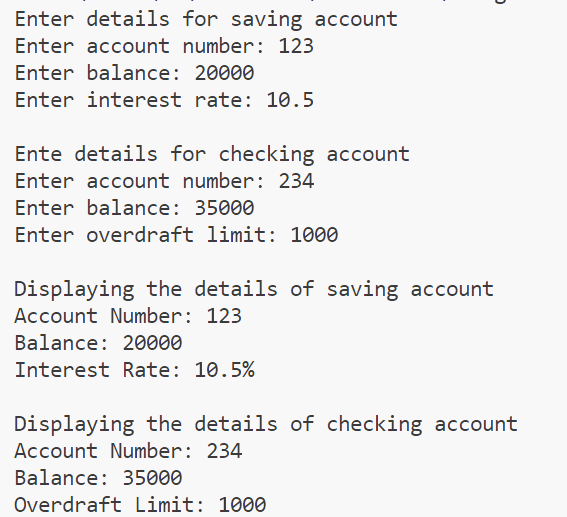 Enter details for saving account
Enter account number: 123
Enter balance: 20000
Enter interest rate: 10.5

Ente details for checking account
Enter account number: 234
Enter balance: 35000
Enter overdraft limit: 1000

Displaying the details of saving account
Account Number: 123
Balance: 20000
Interest Rate: 10.5%

Displaying the details of checking account
Account Number: 234
Balance: 35000
Overdraft Limit: 1000